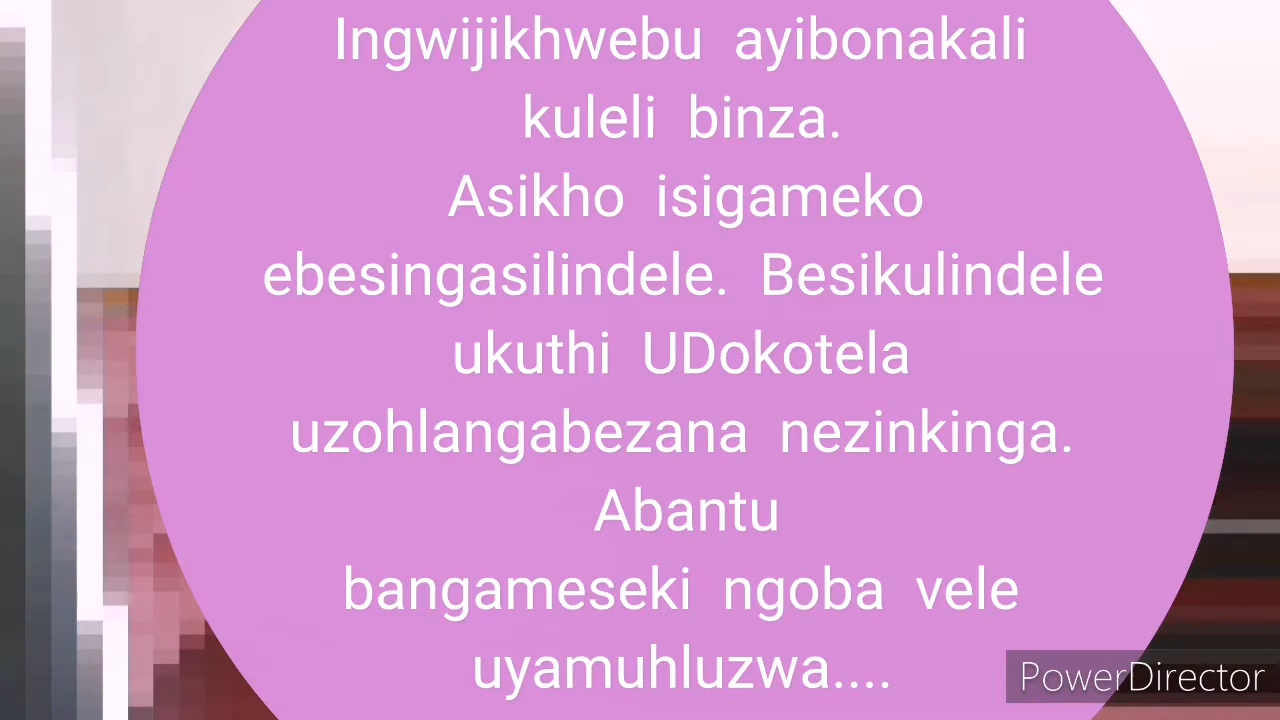 Ingwijikhwebu ayibonakali
kuleli binza.
Asikho isigameko
ebesingasilindele. Besikulindele
ukuthi UDokotela
uzohlangabezana nezinkinga.
Abantu
bangameseki ngoba vele
uyamuhluzwa....
PowerDirector